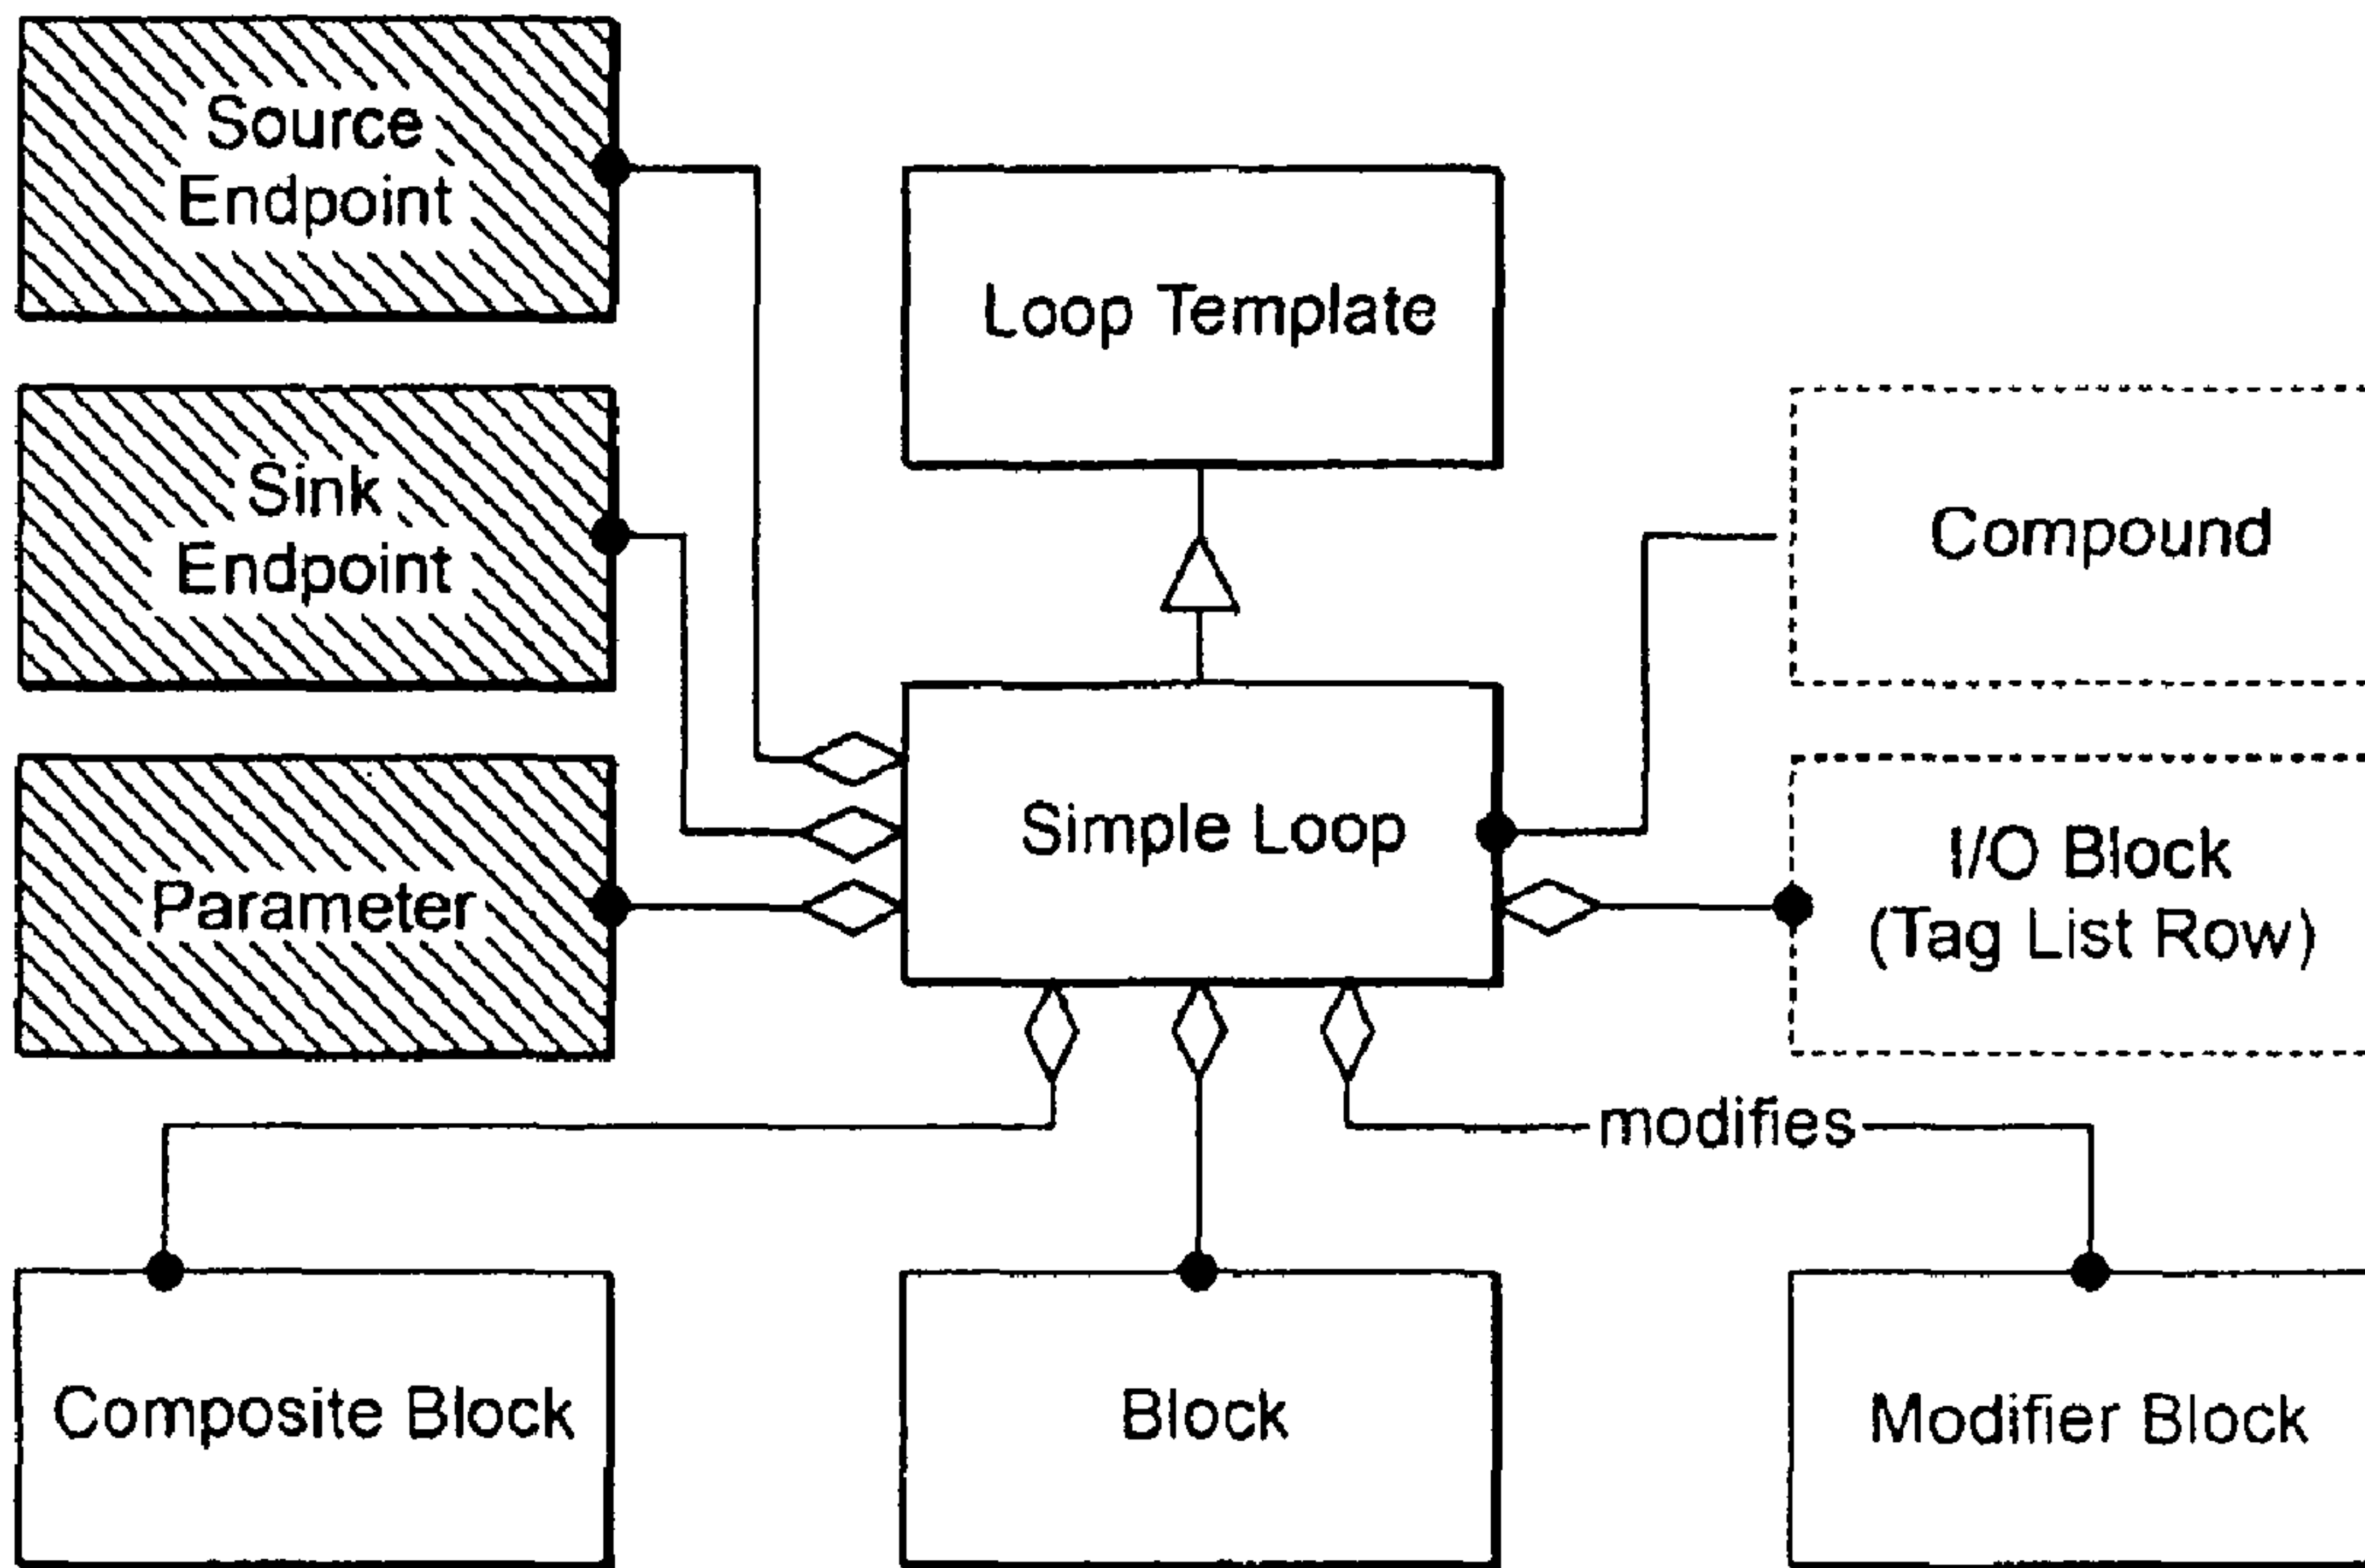 Source
Endpoint
Loop Template
Sink
Endpoint
Compound
Simple Loop
Parameter
I/O Block
(Tag List Row)
modifies
Composite Block
Block
Modifier Block